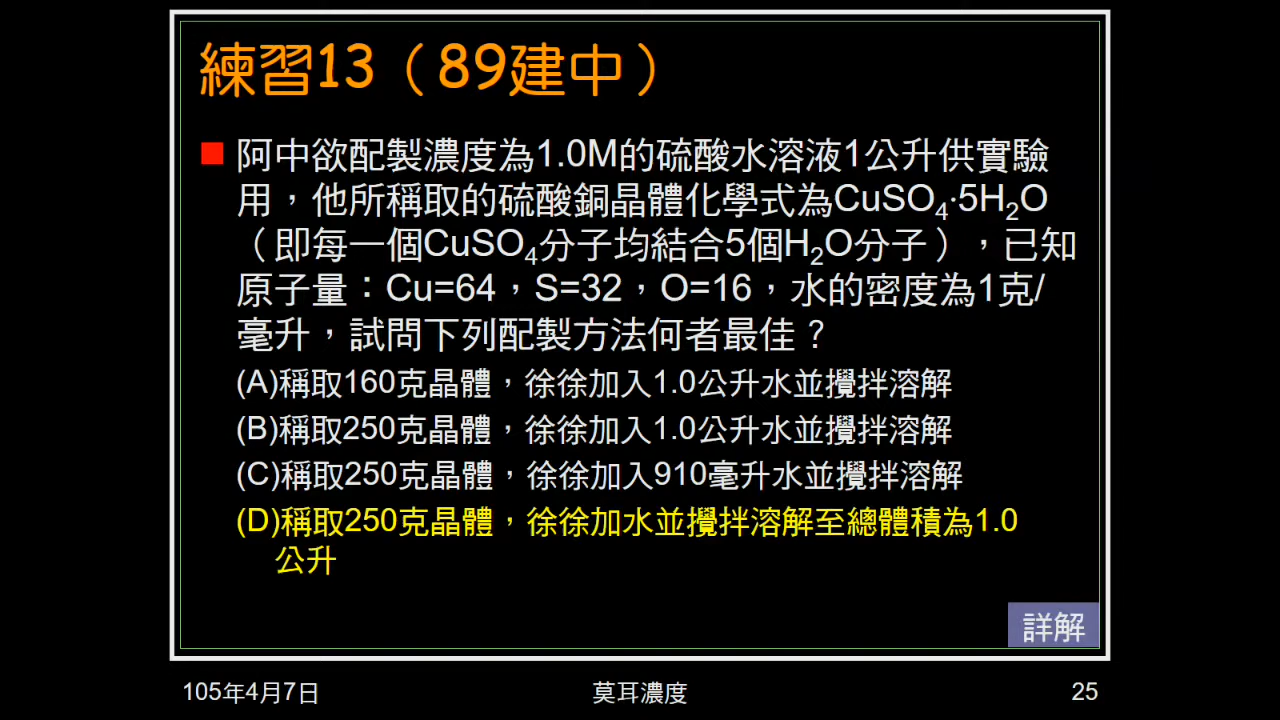 練習13（89建中）
阿中欲配製濃度為1.0M的硫酸水溶液1公升供實驗
用，他所稱取的硫酸銅晶體化學式為CuSO₄·5H₂O
（即每一個CuSO₄分子均結合5個H₂O分子），已知
原子量：Cu=64，S=32，O=16，水的密度為1克/
毫升，試問下列配製方法何者最佳？
(A)稱取160克晶體，徐徐加入1.0公升水並攪拌溶解
(B)稱取250克晶體，徐徐加入1.0公升水並攪拌溶解
(C)稱取250克晶體，徐徐加入910毫升水並攪拌溶解
(D)稱取250克晶體，徐徐加水並攪拌溶解至總體積為1.0
公升
詳解
105年4月7日
莫耳濃度
25